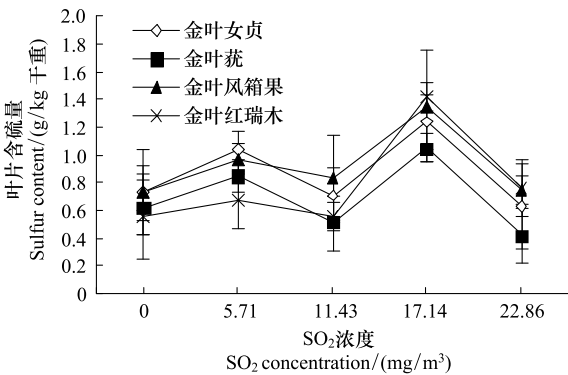 2.0
1.8
1.6
1.4
1.2
1.0
0.8
0.6
0.4
0.2
0
叶片含硫量
Sulfur content/(g/kg 干重)
金叶女贞
金叶莸
金叶风箱果
金叶红瑞木
0 5.71 11.43 17.14 22.86
SO₂浓度
SO₂ concentration/(mg/m³)